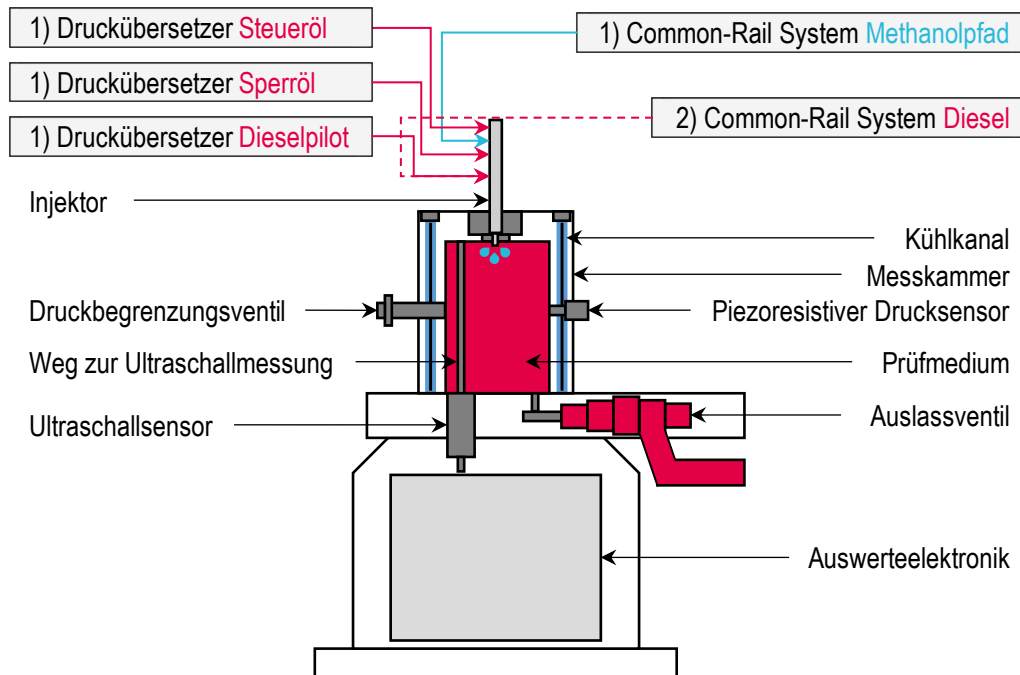 1) Druckübersetzer Steueröl
1) Common-Rail System Methanolpfad
1) Druckübersetzer Sperröl
2) Common-Rail System Diesel
1) Druckübersetzer Dieselpilot
Injektor
Kühlkanal
Messkammer
Druckbegrenzungsventil
Piezoresistiver Drucksensor
Weg zur Ultraschallmessung
Prüfmedium
Ultraschallsensor
Auslassventil
Auswerteelektronik